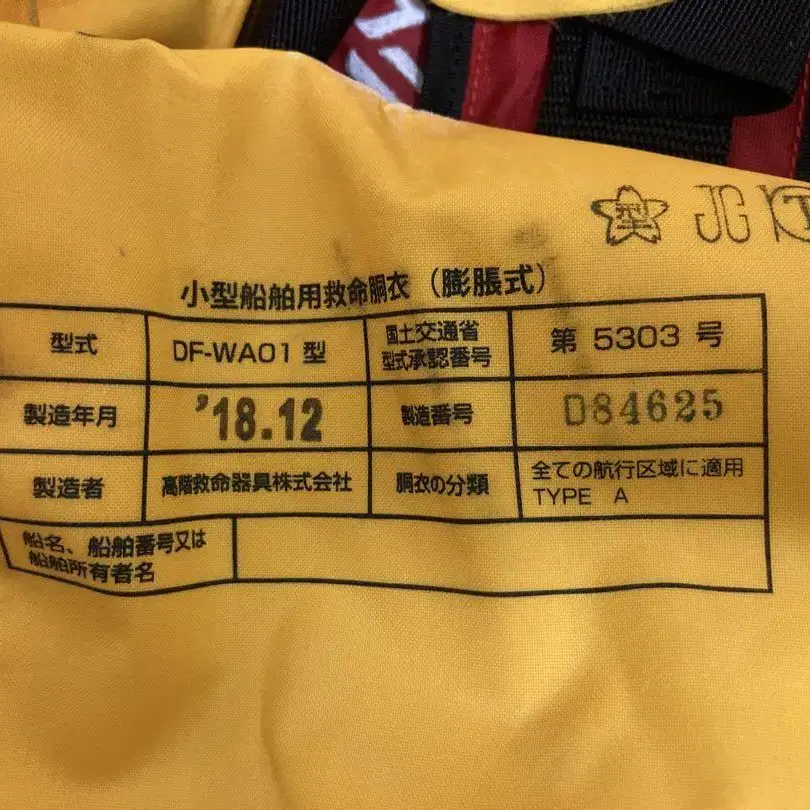 型 JG
小型船舶用救命胴衣（膨脹式）
型式 DF-WA01 型 国土交通省 型式承認番号 第 5303 号
製造年月 '18.12 製造番号 D84625
製造者 高階救命器具株式会社 胴衣の分類 全ての航行区域に適用 TYPE A
船名、船舶番号又は
船舶所有者名